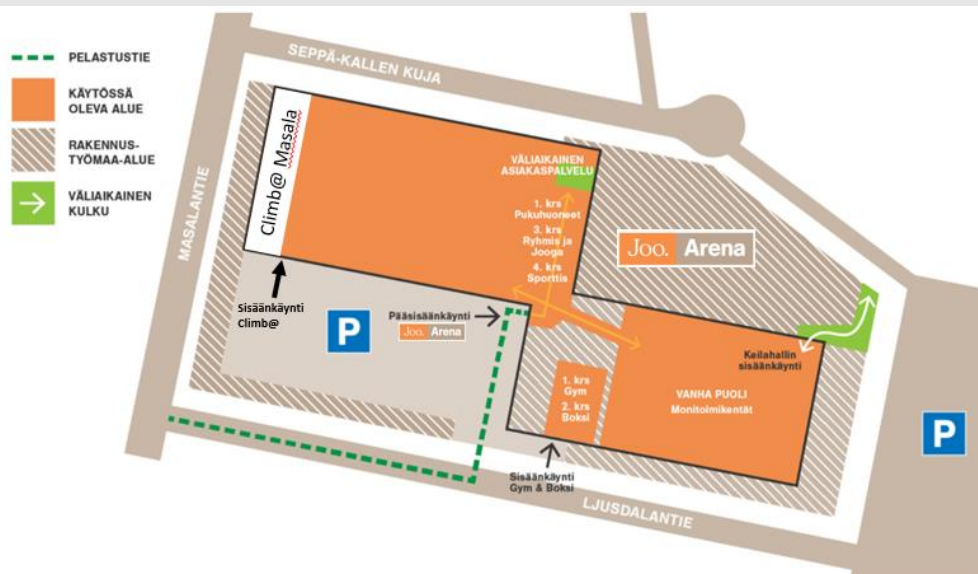 PELASTUSTIE
KÄYTÖSSÄ
OLEVA ALUE
RAKENNUS-
TYÖMAA-ALUE
VÄLIAIKAINEN
KULKU
SEPPÄ-KALLEN KUJA
MASALANTIE
Climb@ Masala
VÄLIAIKAINEN
ASIAKASPALVELU
1. krs
Pukuhuoneet
3. krs
Ryhmis ja
Jooga
4. krs
Sporttis
Joo. Arena
Sisäänkäynti
Climb@
P
Pääsisäänkäynti
Joo. Arena
Keilahallin
sisäänkäynti
1. krs
Gym
2. krs
Boksi
VANHA PUOLI
Monitoimikentät
P
Sisäänkäynti
Gym & Boksi
LJUSDALANTIE